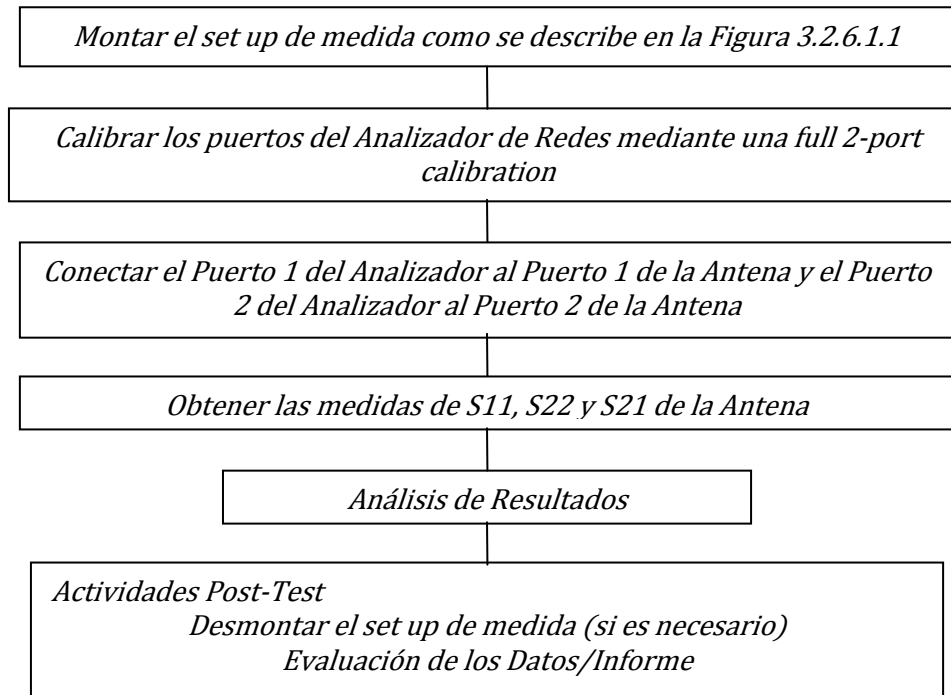 Montar el set up de medida como se describe en la Figura 3.2.6.1.1
Calibrar los puertos del Analizador de Redes mediante una full 2-port
calibration
Conectar el Puerto 1 del Analizador al Puerto 1 de la Antena y el Puerto
2 del Analizador al Puerto 2 de la Antena
Obtener las medidas de S11, S22 y S21 de la Antena
Análisis de Resultados
Actividades Post-Test
Desmontar el set up de medida (si es necesario)
Evaluación de los Datos/Informe